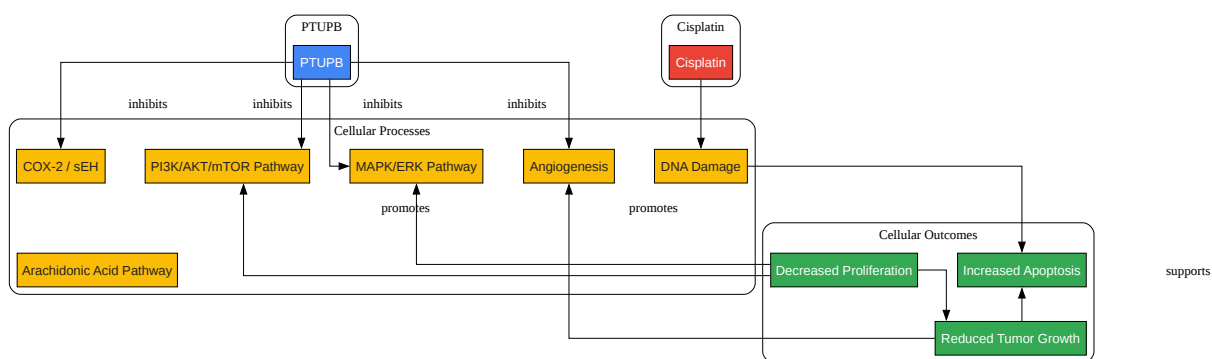 PTUPB
Cisplatin
PTUPB
Cisplatin
inhibits
inhibits
inhibits
inhibits
Cellular Processes
COX-2 / sEH
PI3K/AKT/mTOR Pathway
MAPK/ERK Pathway
Angiogenesis
DNA Damage
promotes
promotes
Cellular Outcomes
Arachidonic Acid Pathway
Decreased Proliferation
Increased Apoptosis
supports
Reduced Tumor Growth